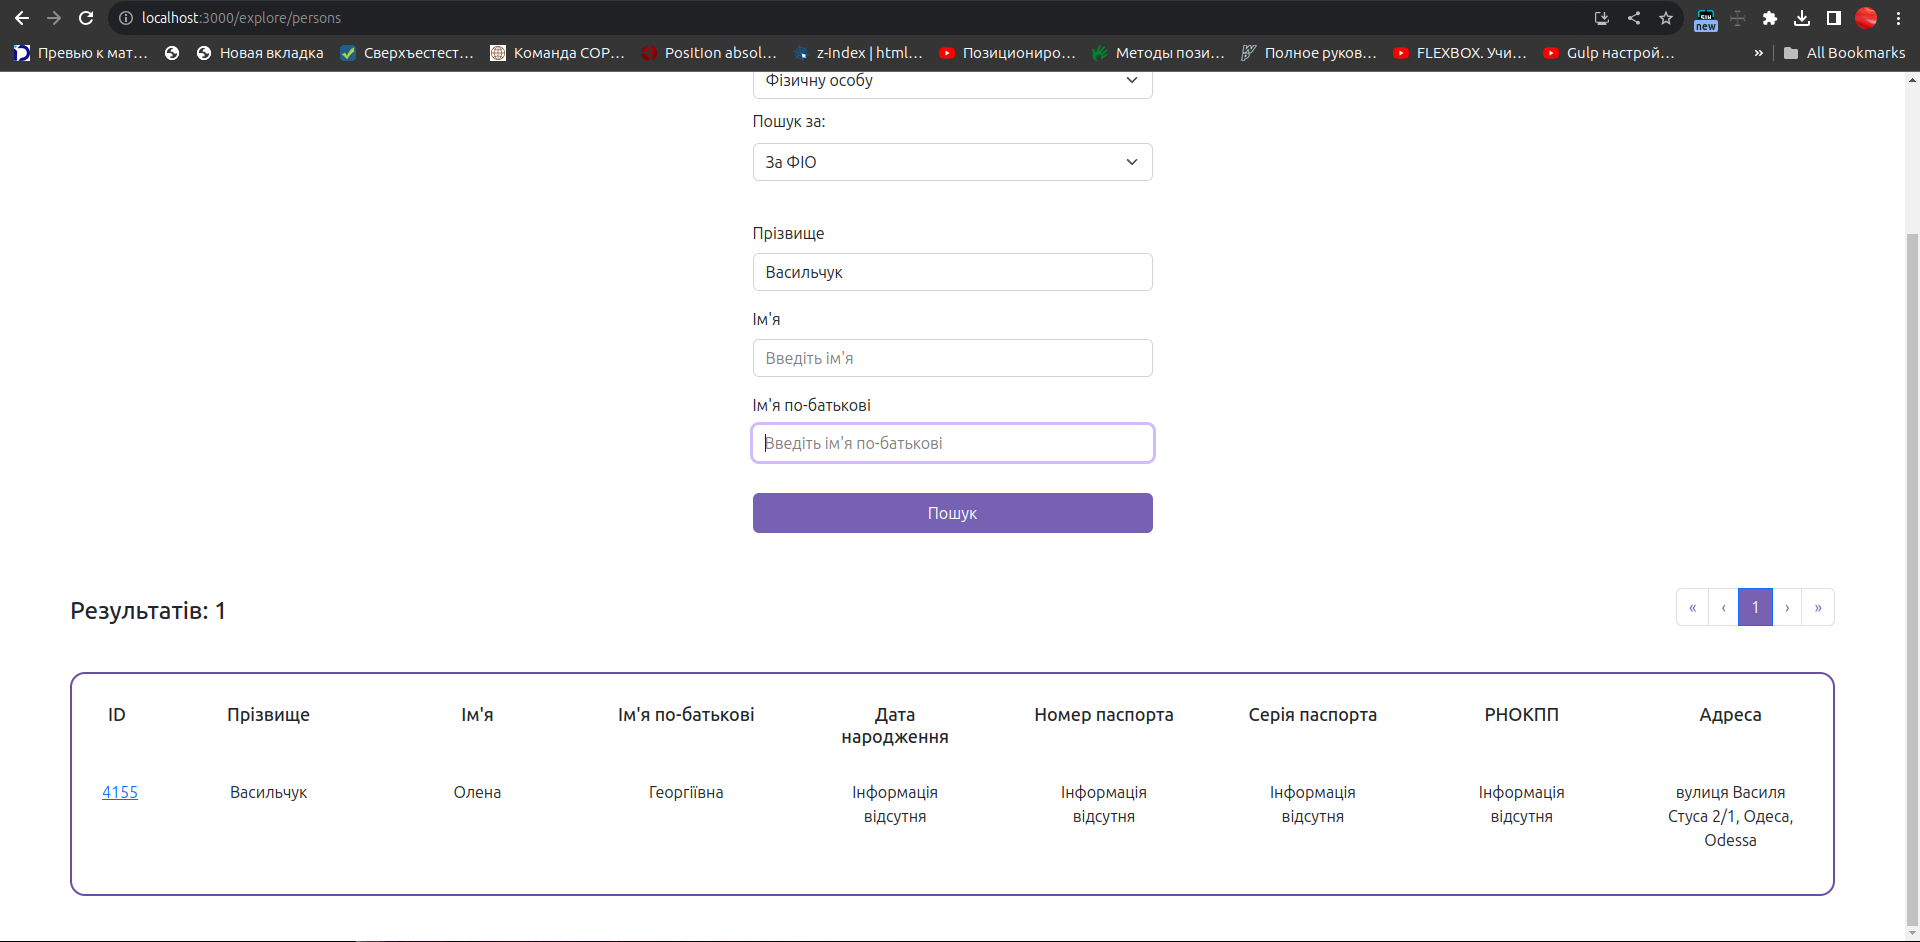 localhost:3000/explore/persons
new
Превью к мат... Новая вкладка Сверхъестест... Команда СОР... Position absol... z-index | html... Позициониро... Методы пози... Полное руков... FLEXBOX. Учи... Gulp настрой... » All Bookmarks
Фізичну особу
Пошук за:
За ФІО
Прізвище
Васильчук
Ім'я
Введіть ім'я
Ім'я по-батькові
Введіть ім'я по-батькові
Пошук
Результатів: 1
« ‹ 1 › »
ID Прізвище Ім'я Ім'я по-батькові Дата Номер паспорта Серія паспорта РНОКПП Адреса
народження
4155 Васильчук Олена Георгіївна Інформація Інформація Інформація Інформація вулиця Василя
відсутня відсутня відсутня відсутня Стуса 2/1, Одеса,
Odessa